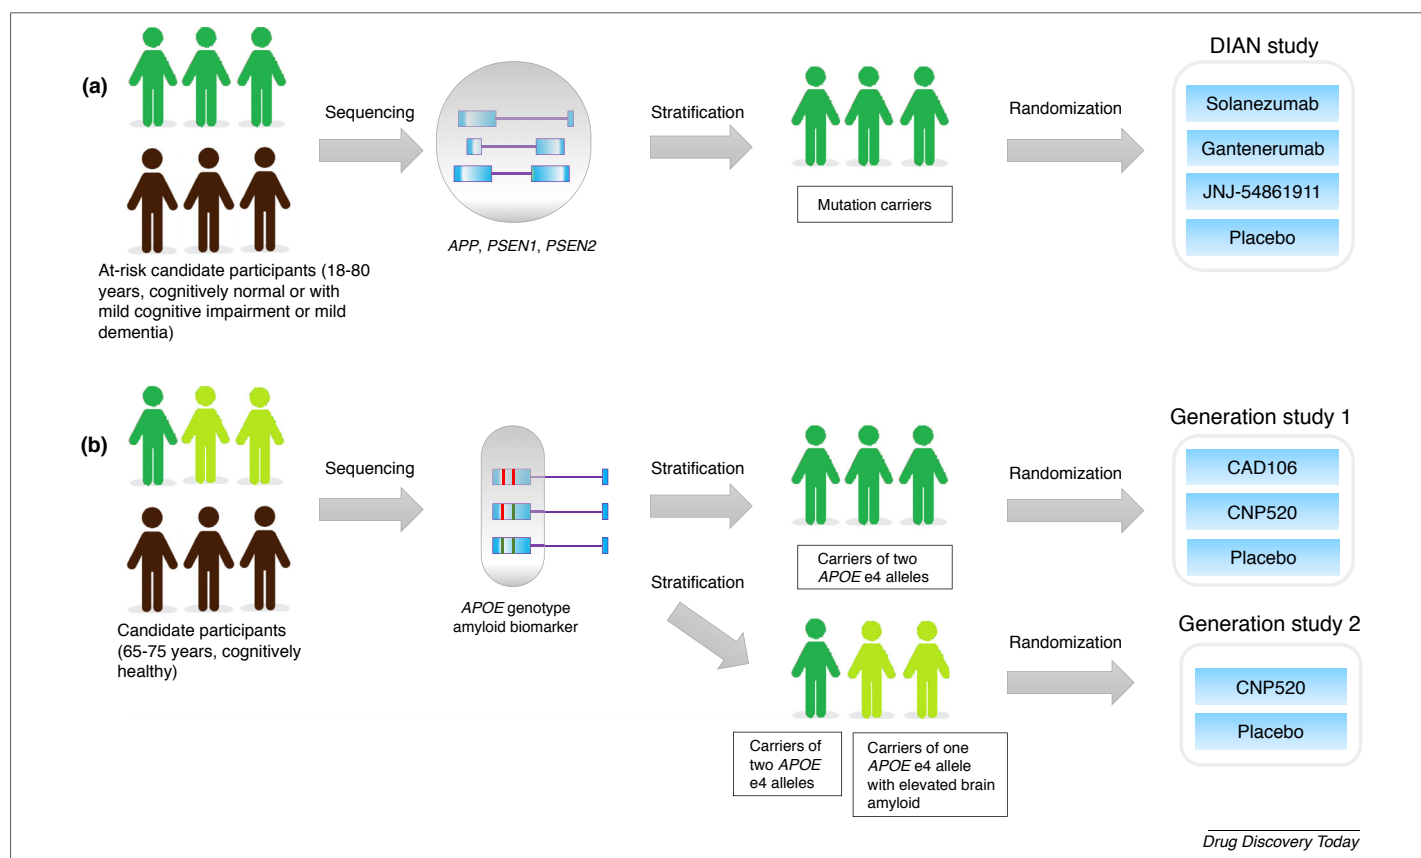 (a)
Sequencing
Stratification
Randomization
DIAN study
Solanezumab
Gantenerumab
JNJ-54861911
Placebo
APP, PSEN1, PSEN2
Mutation carriers
At-risk candidate participants (18-80
years, cognitively normal or with
mild cognitive impairment or mild
dementia)
(b)
Sequencing
Stratification
Randomization
Generation study 1
CAD106
CNP520
Placebo
APOE genotype
amyloid biomarker
Carriers of two
APOE e4 alleles
Candidate participants
(65-75 years, cognitively
healthy)
Stratification
Randomization
Generation study 2
CNP520
Placebo
Carriers of
two APOE
e4 alleles
Carriers of one
APOE e4 allele
with elevated brain
amyloid
Drug Discovery Today